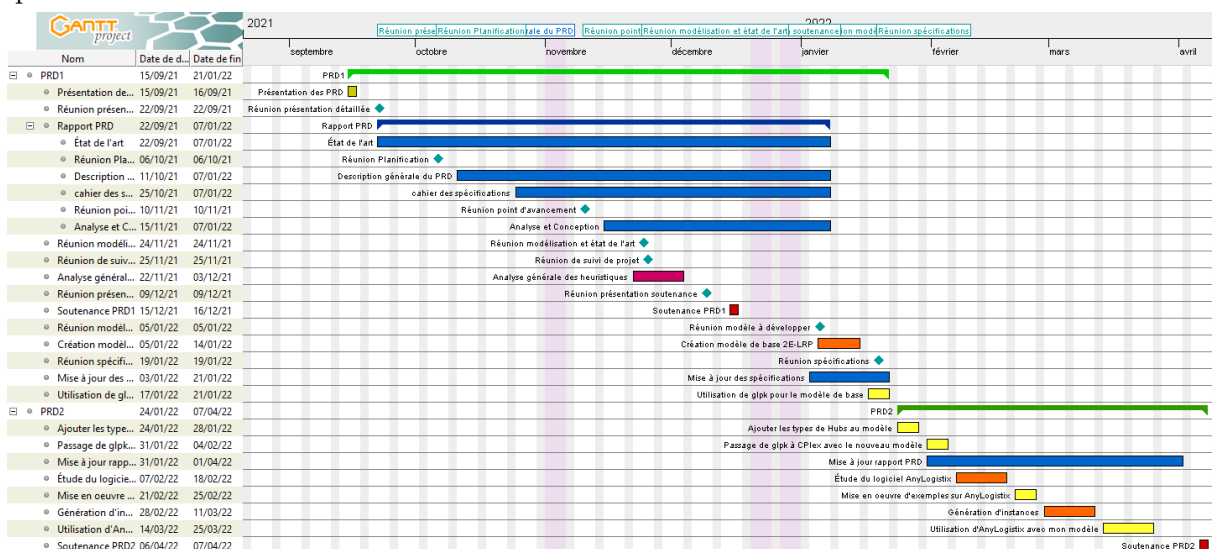 2021
2022
GANTT
project
Réunion prése
Réunion Planification
rale du PRD
Réunion point
Réunion modélisation et état de l'art
soutenance
on modè
Réunion spécifications
septembre
octobre
novembre
décembre
janvier
février
mars
avril
Nom Date de d... Date de fin
PRD1 15/09/21 21/01/22 PRD1
Présentation de... 15/09/21 16/09/21 Présentation des PRD
Réunion présen... 22/09/21 22/09/21 Réunion présentation détaillée
Rapport PRD 22/09/21 07/01/22 Rapport PRD
État de l'art 22/09/21 07/01/22 État de l'art
Réunion Pla... 06/10/21 06/10/21 Réunion Planification
Description ... 11/10/21 07/01/22 Description générale du PRD
cahier des s... 25/10/21 07/01/22 cahier des spécifications
Réunion poi... 10/11/21 10/11/21 Réunion point d'avancement
Analyse et C... 15/11/21 07/01/22 Analyse et Conception
Réunion modéli... 24/11/21 24/11/21 Réunion modélisation et état de l'art
Réunion de suiv... 25/11/21 25/11/21 Réunion de suivi de projet
Analyse général... 22/11/21 03/12/21 Analyse générale des heuristiques
Réunion présen... 09/12/21 09/12/21 Réunion présentation soutenance
Soutenance PRD1 15/12/21 16/12/21 Soutenance PRD1
Réunion modèl... 05/01/22 05/01/22 Réunion modèle à développer
Création modèl... 05/01/22 14/01/22 Création modèle de base 2E-LRP
Réunion spécifi... 19/01/22 19/01/22 Réunion spécifications
Mise à jour des ... 03/01/22 21/01/22 Mise à jour des spécifications
Utilisation de gl... 17/01/22 21/01/22 Utilisation de glpk pour le modèle de base
PRD2 24/01/22 07/04/22 PRD2
Ajouter les type... 24/01/22 28/01/22 Ajouter les types de Hubs au modèle
Passage de glpk... 31/01/22 04/02/22 Passage de glpk à CPlex avec le nouveau modèle
Mise à jour rapp... 31/01/22 01/04/22 Mise à jour rapport PRD
Étude du logicie... 07/02/22 18/02/22 Étude du logiciel AnyLogistix
Mise en oeuvre ... 21/02/22 25/02/22 Mise en oeuvre d'exemples sur AnyLogistix
Génération d'in... 28/02/22 11/03/22 Génération d'instances
Utilisation d'An... 14/03/22 25/03/22 Utilisation d'AnyLogistix avec mon modèle
Soutenance PRD2 06/04/22 07/04/22 Soutenance PRD2